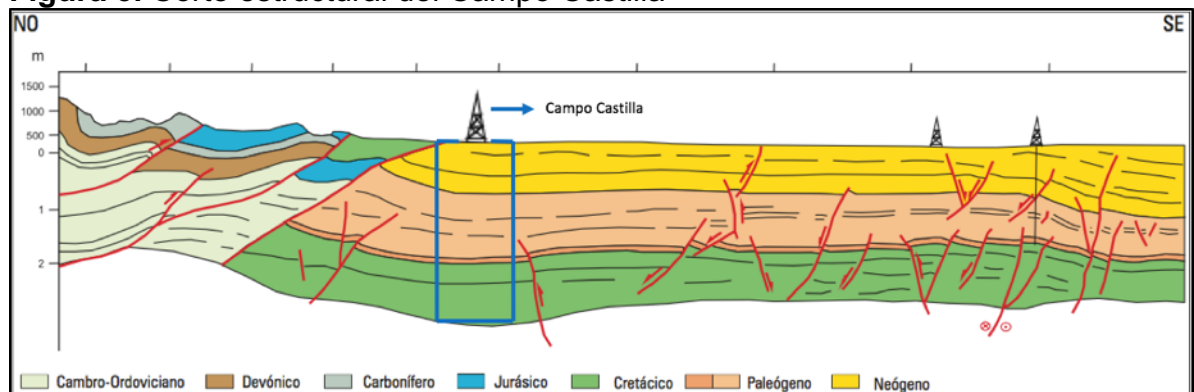 Figura 6. Corte estructural del Campo Castilla
NO
SE
m
1500
1000
500
0
1
2
Campo Castilla
Cambro-Ordoviciano Devónico Carbonífero Jurásico Cretácico Paleógeno Neógeno